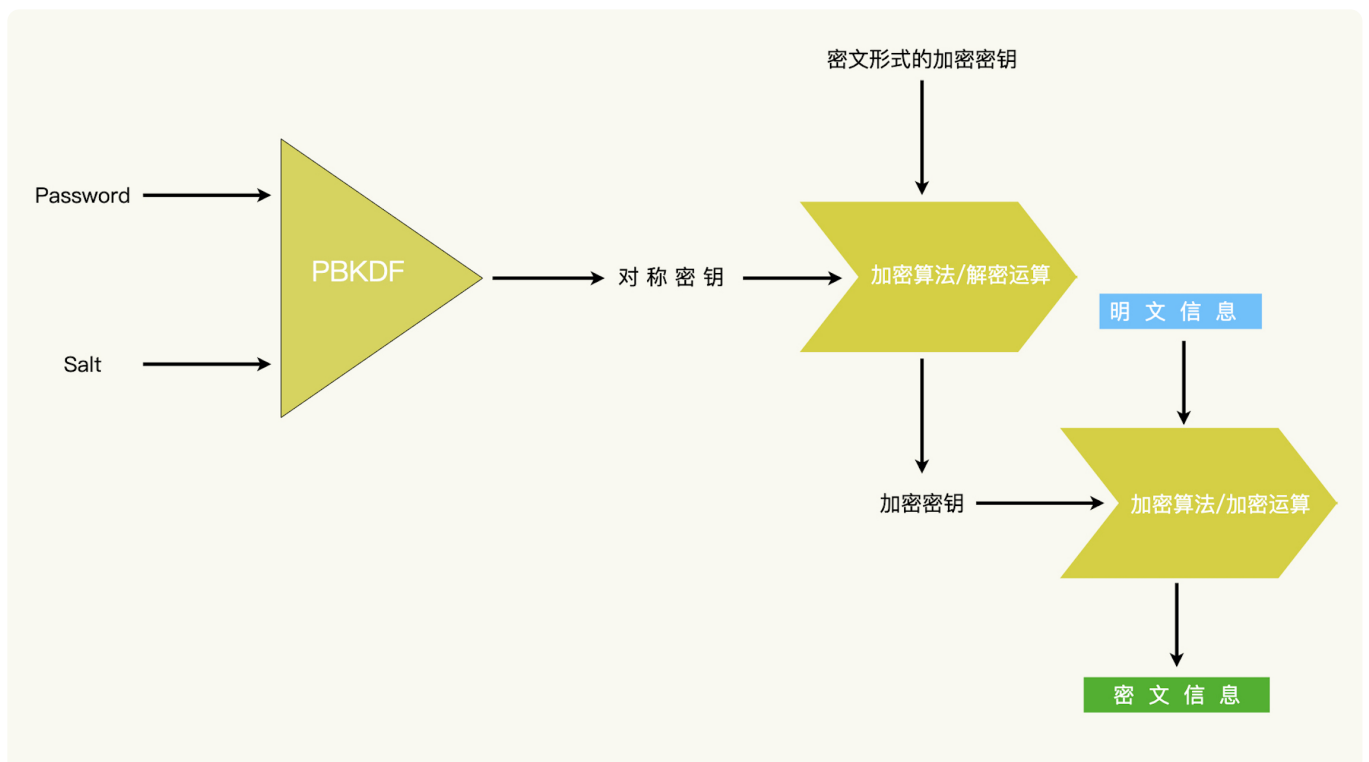 密文形式的加密密钥
Password
PBKDF
对称密钥
加密算法/解密运算
明文信息
Salt
加密密钥
加密算法/加密运算
密文信息